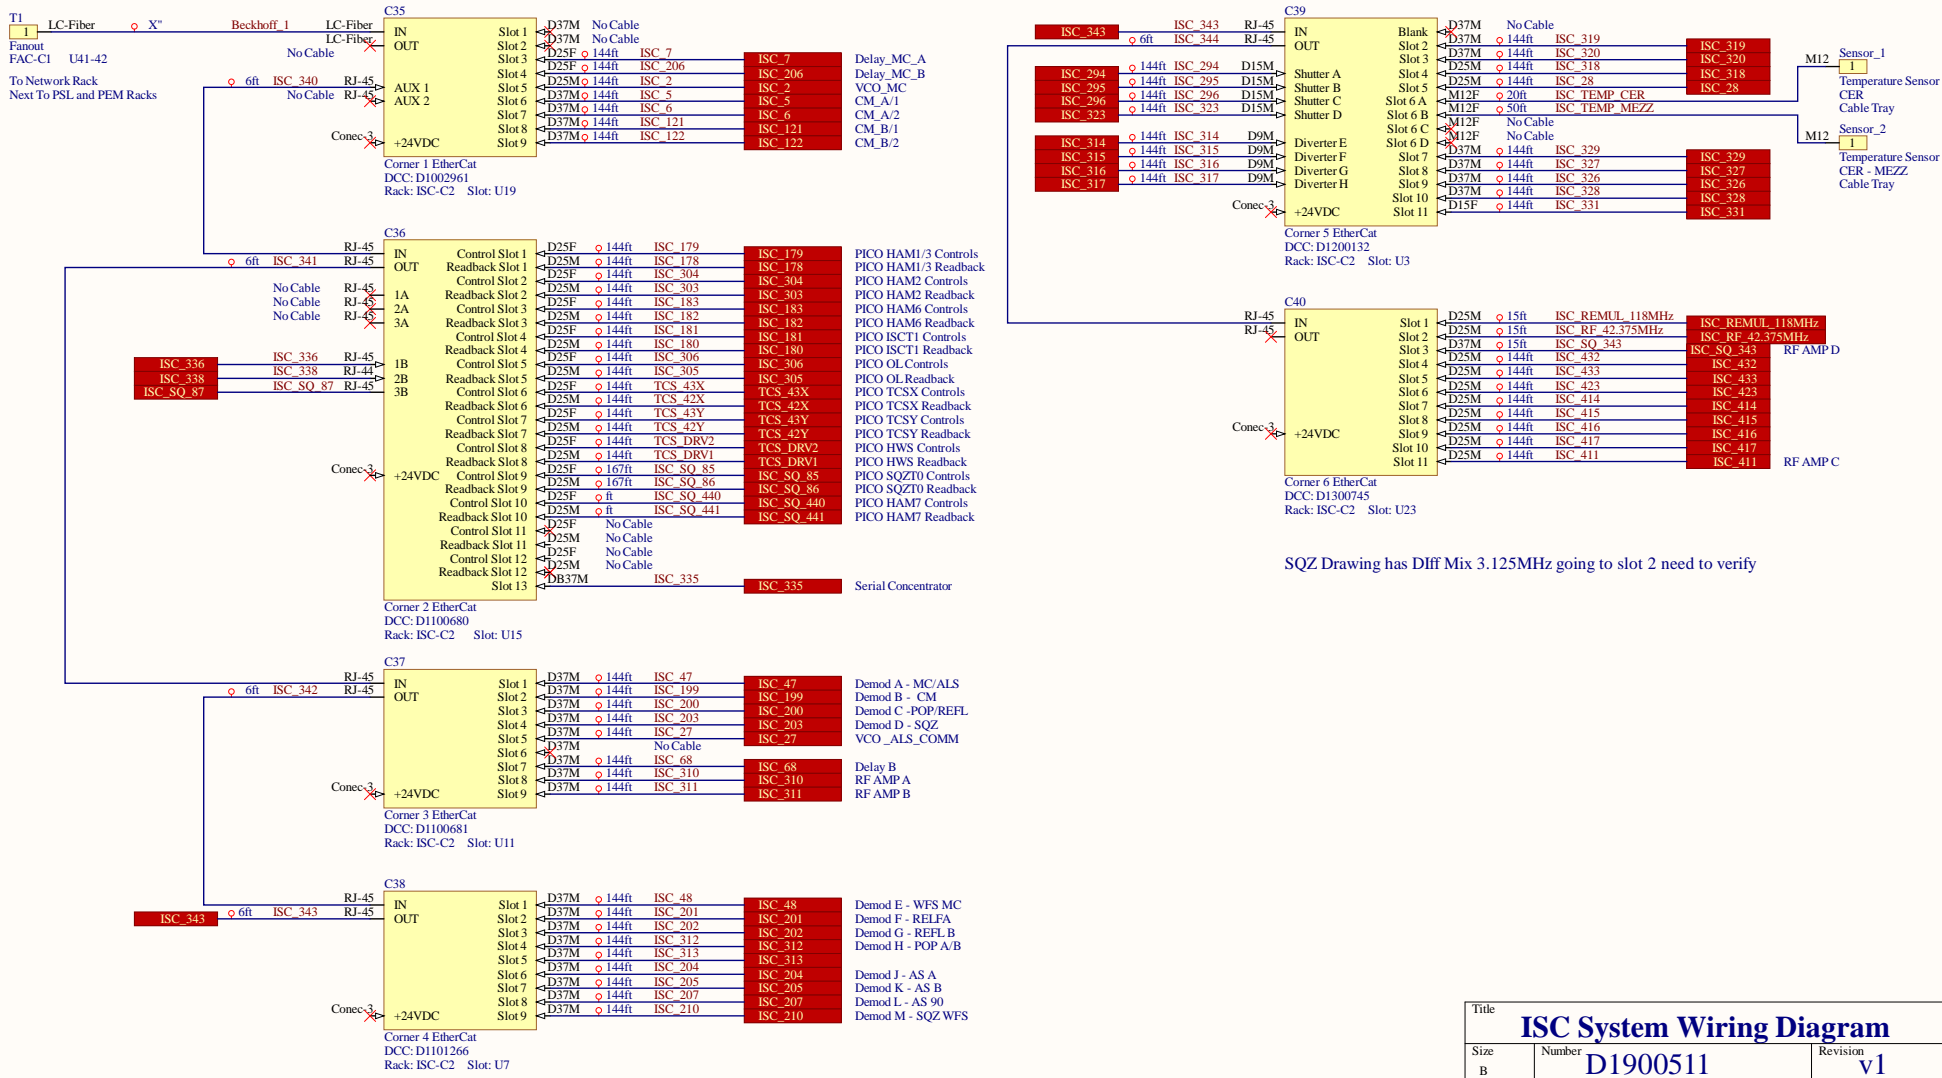 T1
1 LC-Fiber X" Beckhoff_1 LC-Fiber
LC-Fiber
No Cable
Fanout
FAC-C1 U41-42
To Network Rack
Next To PSL and PEM Racks
C35
IN
OUT
6ft ISC_340 RJ-45 AUX 1
No Cable RJ-45 AUX 2
Conec-3 +24VDC
Slot 1 D37M No Cable
Slot 2 D37M No Cable
Slot 3 D25F 144ft ISC_7 ISC_7 Delay_MC_A
Slot 4 D25F 144ft ISC_206 ISC_206 Delay_MC_B
Slot 5 D25M 144ft ISC_2 ISC_2 VCO_MC
Slot 6 D37M 144ft ISC_5 ISC_5 CM_A/1
Slot 7 D37M 144ft ISC_6 ISC_6 CM_A/2
Slot 8 D37M 144ft ISC_121 ISC_121 CM_B/1
Slot 9 D37M 144ft ISC_122 ISC_122 CM_B/2
Corner 1 EtherCat
DCC: D1002961
Rack: ISC-C2 Slot: U19
C36
RJ-45 IN
6ft ISC_341 RJ-45 OUT
No Cable RJ-45 1A
No Cable RJ-45 2A
No Cable RJ-45 3A
ISC_336 ISC_336 RJ-45 1B
ISC_338 ISC_338 RJ-44 2B
ISC_SQ_87 ISC_SQ_87 RJ-45 3B
Conec-3 +24VDC
Control Slot 1 D25F 144ft ISC_179 ISC_179 PICO HAM1/3 Controls
Readback Slot 1 D25M 144ft ISC_178 ISC_178 PICO HAM1/3 Readback
Control Slot 2 D25F 144ft ISC_304 ISC_304 PICO HAM2 Controls
Readback Slot 2 D25M 144ft ISC_303 ISC_303 PICO HAM2 Readback
Control Slot 3 D25F 144ft ISC_183 ISC_183 PICO HAM6 Controls
Readback Slot 3 D25M 144ft ISC_182 ISC_182 PICO HAM6 Readback
Control Slot 4 D25F 144ft ISC_181 ISC_181 PICO ISCT1 Controls
Readback Slot 4 D25M 144ft ISC_180 ISC_180 PICO ISCT1 Readback
Control Slot 5 D25F 144ft ISC_306 ISC_306 PICO OL Controls
Readback Slot 5 D25M 144ft ISC_305 ISC_305 PICO OL Readback
Control Slot 6 D25F 144ft TCS_43X TCS_43X PICO TCSX Controls
Readback Slot 6 D25M 144ft TCS_42X TCS_42X PICO TCSX Readback
Control Slot 7 D25F 144ft TCS_43Y TCS_43Y PICO TCSY Controls
Readback Slot 7 D25M 144ft TCS_42Y TCS_42Y PICO TCSY Readback
Control Slot 8 D25F 144ft TCS_DRV2 TCS_DRV2 PICO HWS Controls
Readback Slot 8 D25M 144ft TCS_DRV1 TCS_DRV1 PICO HWS Readback
Control Slot 9 D25F 167ft ISC_SQ_85 ISC_SQ_85 PICO SQZT0 Controls
Readback Slot 9 D25M 167ft ISC_SQ_86 ISC_SQ_86 PICO SQZT0 Readback
Control Slot 10 D25F ft ISC_SQ_440 ISC_SQ_440 PICO HAM7 Controls
Readback Slot 10 D25M ft ISC_SQ_441 ISC_SQ_441 PICO HAM7 Readback
Control Slot 11 D25F No Cable
Readback Slot 11 D25M No Cable
Control Slot 12 D25F No Cable
Readback Slot 12 D25M No Cable
Slot 13 DB37M ISC_335 ISC_335 Serial Concentrator
Corner 2 EtherCat
DCC: D1100680
Rack: ISC-C2 Slot: U15
C37
RJ-45 IN
6ft ISC_342 RJ-45 OUT
Conec-3 +24VDC
Slot 1 D37M 144ft ISC_47 ISC_47 Demod A - MC/ALS
Slot 2 D37M 144ft ISC_199 ISC_199 Demod B - CM
Slot 3 D37M 144ft ISC_200 ISC_200 Demod C -POP/REFL
Slot 4 D37M 144ft ISC_203 ISC_203 Demod D - SQZ
Slot 5 D37M 144ft ISC_27 ISC_27 VCO _ALS_COMM
Slot 6 D37M No Cable
Slot 7 D37M 144ft ISC_68 ISC_68 Delay B
Slot 8 D37M 144ft ISC_310 ISC_310 RF AMP A
Slot 9 D37M 144ft ISC_311 ISC_311 RF AMP B
Corner 3 EtherCat
DCC: D1100681
Rack: ISC-C2 Slot: U11
C38
RJ-45 IN
ISC_343 6ft ISC_343 RJ-45 OUT
Conec-3 +24VDC
Slot 1 D37M 144ft ISC_48 ISC_48 Demod E - WFS MC
Slot 2 D37M 144ft ISC_201 ISC_201 Demod F - RELFA
Slot 3 D37M 144ft ISC_202 ISC_202 Demod G - REFL B
Slot 4 D37M 144ft ISC_312 ISC_312 Demod H - POP A/B
Slot 5 D37M 144ft ISC_313 ISC_313
Slot 6 D37M 144ft ISC_204 ISC_204 Demod J - AS A
Slot 7 D37M 144ft ISC_205 ISC_205 Demod K - AS B
Slot 8 D37M 144ft ISC_207 ISC_207 Demod L - AS 90
Slot 9 D37M 144ft ISC_210 ISC_210 Demod M - SQZ WFS
Corner 4 EtherCat
DCC: D1101266
Rack: ISC-C2 Slot: U7
C39
ISC_343 ISC_343 RJ-45 IN
6ft ISC_344 RJ-45 OUT
ISC_294 144ft ISC_294 D15M Shutter A
ISC_295 144ft ISC_295 D15M Shutter B
ISC_296 144ft ISC_296 D15M Shutter C
ISC_323 144ft ISC_323 D15M Shutter D
ISC_314 144ft ISC_314 D9M Diverter E
ISC_315 144ft ISC_315 D9M Diverter F
ISC_316 144ft ISC_316 D9M Diverter G
ISC_317 144ft ISC_317 D9M Diverter H
Conec-3 +24VDC
Blank D37M No Cable
Slot 2 D37M 144ft ISC_319 ISC_319
Slot 3 D37M 144ft ISC_320 ISC_320
Slot 4 D37M 144ft ISC_318 ISC_318
Slot 5 D25M 144ft ISC_28 ISC_28
Slot 6 A M12F 20ft ISC_TEMP_CER
Slot 6 B M12F 50ft ISC_TEMP_MEZZ
Slot 6 C M12F No Cable
Slot 6 D M12F No Cable
Slot 7 D37M 144ft ISC_329 ISC_329
Slot 8 D37M 144ft ISC_327 ISC_327
Slot 9 D37M 144ft ISC_326 ISC_326
Slot 10 D37M 144ft ISC_328 ISC_328
Slot 11 D15F 144ft ISC_331 ISC_331
M12 Sensor_1
1
Temperature Sensor
CER
Cable Tray
M12 Sensor_2
1
Temperature Sensor
CER - MEZZ
Cable Tray
Corner 5 EtherCat
DCC: D1200132
Rack: ISC-C2 Slot: U3
C40
RJ-45 IN
RJ-45 OUT
Conec-3 +24VDC
Slot 1 D25M 15ft ISC_REMUL_118MHz ISC_REMUL_118MHz
Slot 2 D25M 15ft ISC_RF_42.375MHz ISC_RF_42.375MHz
Slot 3 D37M 15ft ISC_SQ_343 ISC_SQ_343 RF AMP D
Slot 4 D25M 144ft ISC_432 ISC_432
Slot 5 D25M 144ft ISC_433 ISC_433
Slot 6 D25M 144ft ISC_423 ISC_423
Slot 7 D25M 144ft ISC_414 ISC_414
Slot 8 D25M 144ft ISC_415 ISC_415
Slot 9 D25M 144ft ISC_416 ISC_416
Slot 10 D25M 144ft ISC_417 ISC_417
Slot 11 D25M 144ft ISC_411 ISC_411 RF AMP C
Corner 6 EtherCat
DCC: D1300745
Rack: ISC-C2 Slot: U23
SQZ Drawing has DIff Mix 3.125MHz going to slot 2 need to verify
Title
ISC System Wiring Diagram
Size Number Revision
B D1900511 v1